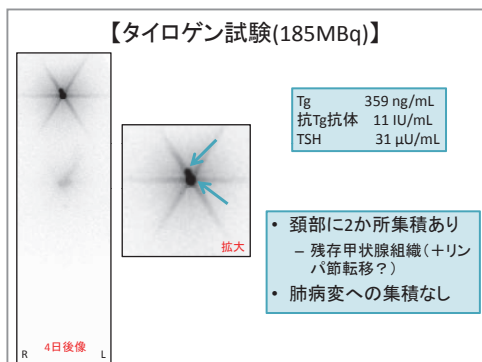 【タイロゲン試験(185MBq)】
Tg 359 ng/mL
抗Tg抗体 11 IU/mL
TSH 31 μU/mL
拡大
• 頚部に2か所集積あり
– 残存甲状腺組織(+リン
パ節転移?)
• 肺病変への集積なし
4日後像
R L